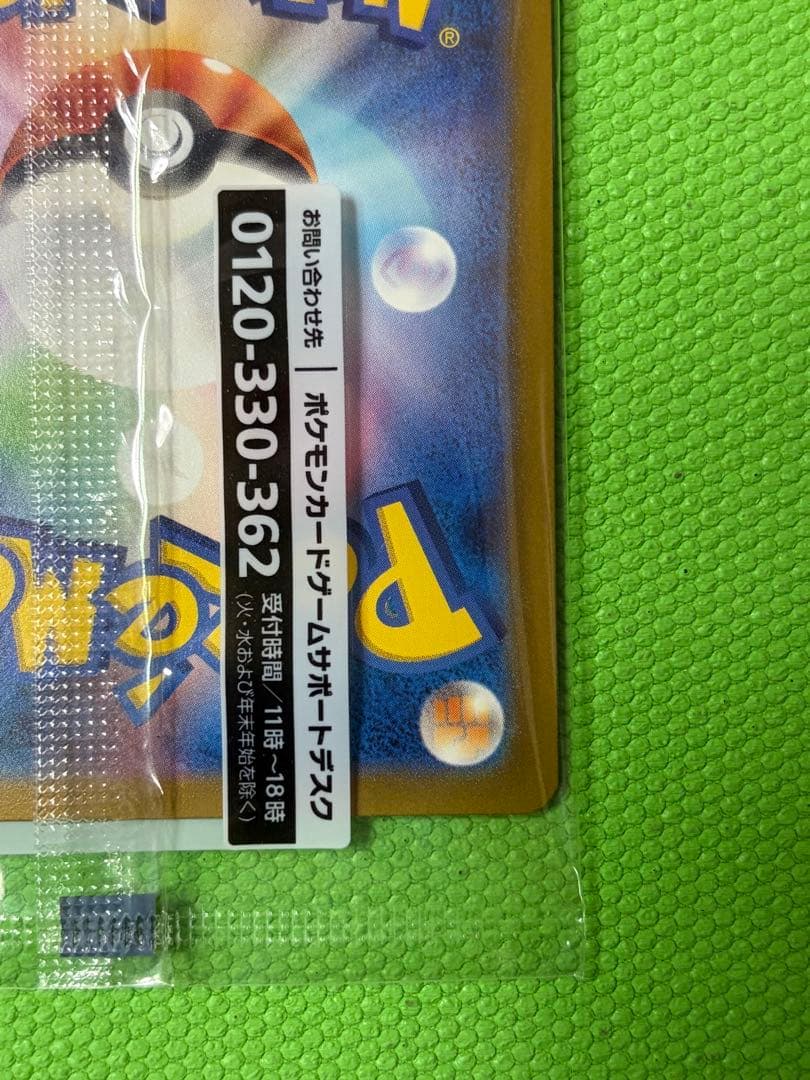 お問い合わせ先 | ポケモンカードゲームサポートデスク
0120-330-362 受付時間/11時～18時
(火・水および年末年始を除く)
®